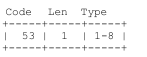 Code   Len  Type
+-----+-----+-----+
|  53 |  1  | 1-8 |
+-----+-----+-----+